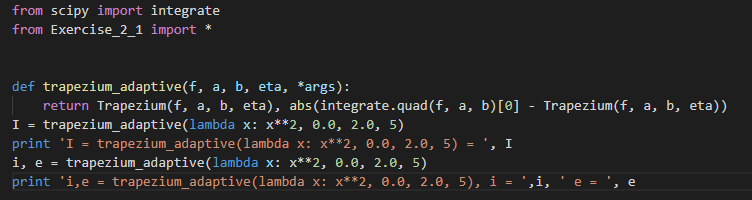 from scipy import integrate
from Exercise_2_1 import *
def trapezium_adaptive(f, a, b, eta, *args):
return Trapezium(f, a, b, eta), abs(integrate.quad(f, a, b)[0] - Trapezium(f, a, b, eta))
I = trapezium_adaptive(lambda x: x**2, 0.0, 2.0, 5)
print 'I = trapezium_adaptive(lambda x: x**2, 0.0, 2.0, 5) = ', I
i, e = trapezium_adaptive(lambda x: x**2, 0.0, 2.0, 5)
print 'i,e = trapezium_adaptive(lambda x: x**2, 0.0, 2.0, 5), i = ',i, ' e = ', e